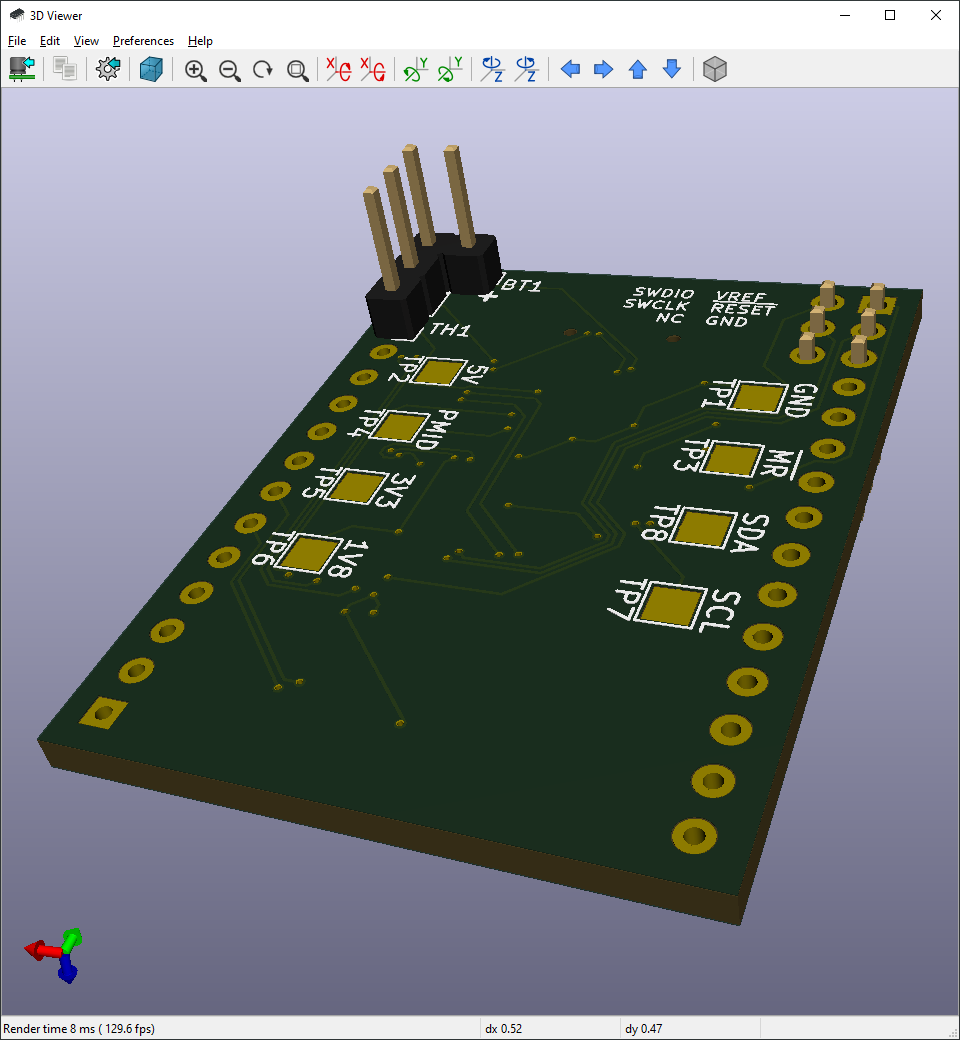 3D Viewer
File Edit View Preferences Help
BT1
+
TH1
SWDIO VREF
SWCLK RESET
NC GND
TP2 5V
TP4 PMID
TP5 3V3
TP6 1V8
TP1 GND
TP3 MR
TP8 SDA
TP7 SCL
Render time 8 ms ( 129.6 fps) dx 0.52 dy 0.47